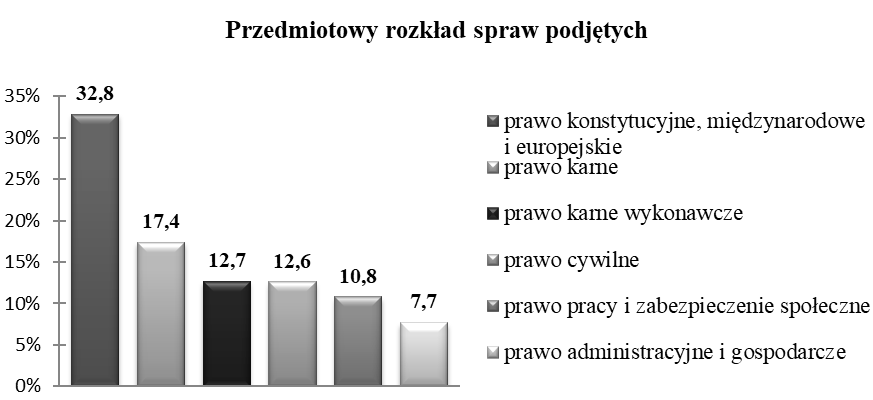 Przedmiotowy rozkład spraw podjętych
35%
30%
25%
20%
15%
10%
5%
0%
32,8
17,4
12,7
12,6
10,8
7,7
prawo konstytucyjne, międzynarodowe
i europejskie
prawo karne
prawo karne wykonawcze
prawo cywilne
prawo pracy i zabezpieczenie społeczne
prawo administracyjne i gospodarcze